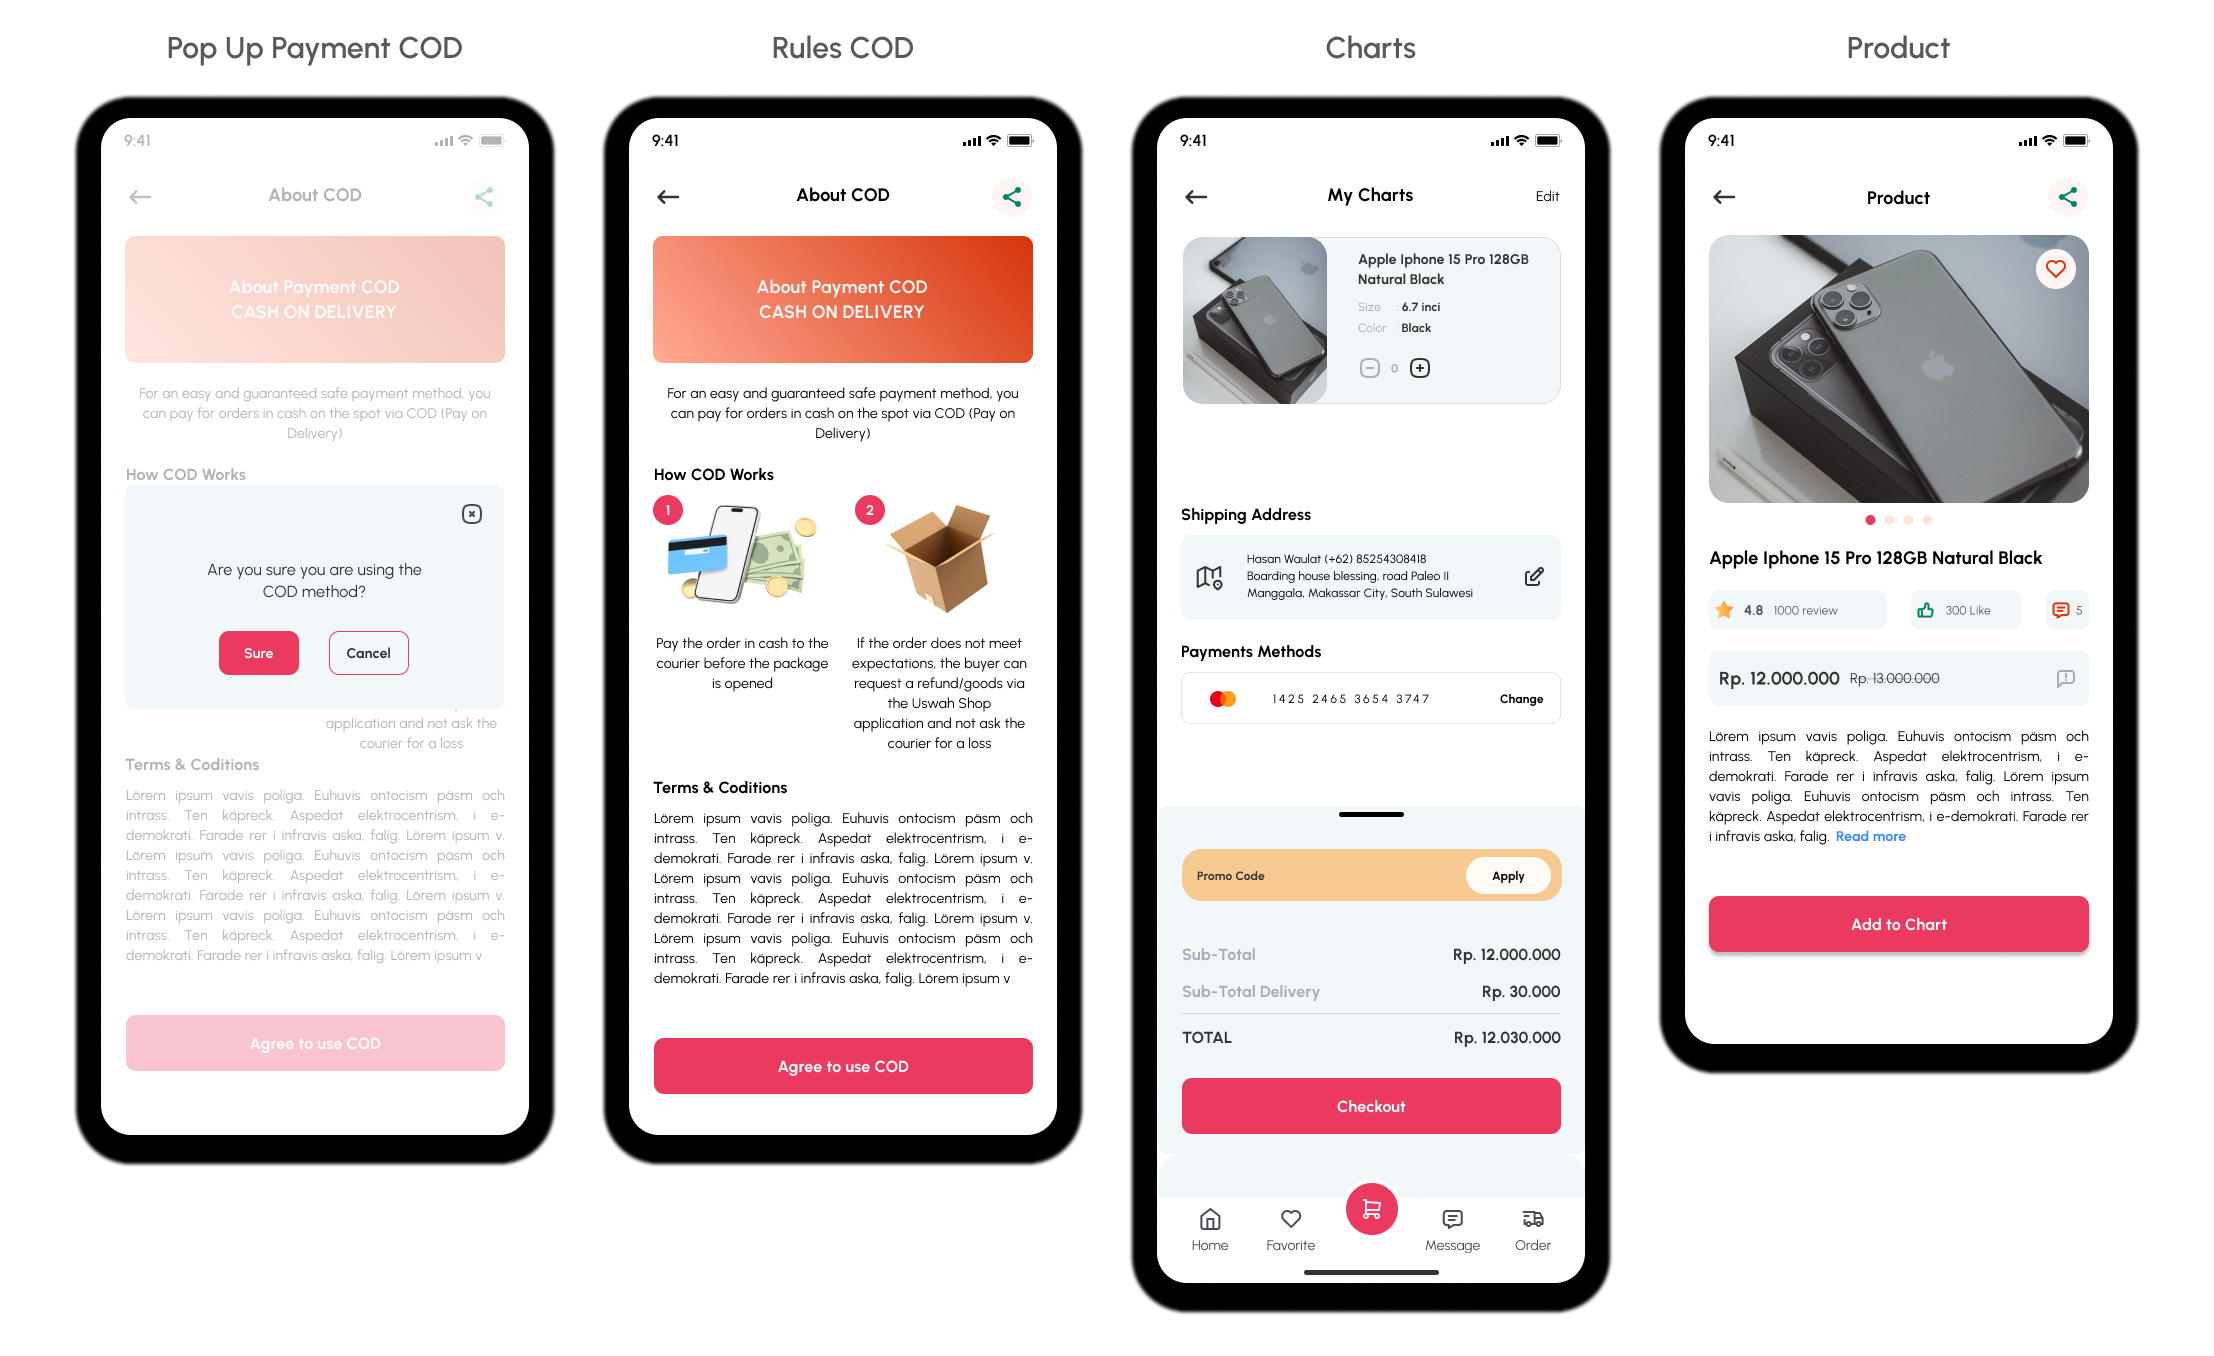 Pop Up Payment COD
9:41
About COD
About Payment COD
CASH ON DELIVERY
For an easy and guaranteed safe payment method, you
can pay for orders in cash on the spot via COD (Pay on
Delivery)
How COD Works
Are you sure you are using the
COD method?
Sure
Cancel
application and not ask the
courier for a loss
Terms & Coditions
Lörem ipsum vavis poliga. Euhuvis ontocism päsm och
intrass. Ten käpreck. Aspedat elektrocentrism, i e-
demokrati. Farade rer i infravis aska, falig. Lörem ipsum v.
Lörem ipsum vavis poliga. Euhuvis ontocism päsm och
intrass. Ten käpreck. Aspedat elektrocentrism, i e-
demokrati. Farade rer i infravis aska, falig. Lörem ipsum v.
Lörem ipsum vavis poliga. Euhuvis ontocism päsm och
intrass. Ten käpreck. Aspedat elektrocentrism, i e-
demokrati. Farade rer i infravis aska, falig. Lörem ipsum v
Agree to use COD
Rules COD
9:41
About COD
About Payment COD
CASH ON DELIVERY
For an easy and guaranteed safe payment method, you
can pay for orders in cash on the spot via COD (Pay on
Delivery)
How COD Works
1
Pay the order in cash to the
courier before the package
is opened
2
If the order does not meet
expectations, the buyer can
request a refund/goods via
the Uswah Shop
application and not ask the
courier for a loss
Terms & Coditions
Lörem ipsum vavis poliga. Euhuvis ontocism päsm och
intrass. Ten käpreck. Aspedat elektrocentrism, i e-
demokrati. Farade rer i infravis aska, falig. Lörem ipsum v.
Lörem ipsum vavis poliga. Euhuvis ontocism päsm och
intrass. Ten käpreck. Aspedat elektrocentrism, i e-
demokrati. Farade rer i infravis aska, falig. Lörem ipsum v.
Lörem ipsum vavis poliga. Euhuvis ontocism päsm och
intrass. Ten käpreck. Aspedat elektrocentrism, i e-
demokrati. Farade rer i infravis aska, falig. Lörem ipsum v
Agree to use COD
Charts
9:41
My Charts
Edit
Apple Iphone 15 Pro 128GB
Natural Black
Size : 6.7 inci
Color : Black
0
Shipping Address
Hasan Waulat (+62) 85254308418
Boarding house blessing, road Paleo II
Manggala, Makassar City, South Sulawesi
Payments Methods
1425 2465 3654 3747
Change
Promo Code
Apply
Sub-Total Rp. 12.000.000
Sub-Total Delivery Rp. 30.000
TOTAL Rp. 12.030.000
Checkout
Home
Favorite
Message
Order
Product
9:41
Product
Apple Iphone 15 Pro 128GB Natural Black
4.8 1000 review
300 Like
5
Rp. 12.000.000 Rp. 13.000.000
Lörem ipsum vavis poliga. Euhuvis ontocism päsm och
intrass. Ten käpreck. Aspedat elektrocentrism, i e-
demokrati. Farade rer i infravis aska, falig. Lörem ipsum
vavis poliga. Euhuvis ontocism päsm och intrass. Ten
käpreck. Aspedat elektrocentrism, i e-demokrati. Farade rer
i infravis aska, falig. Read more
Add to Chart